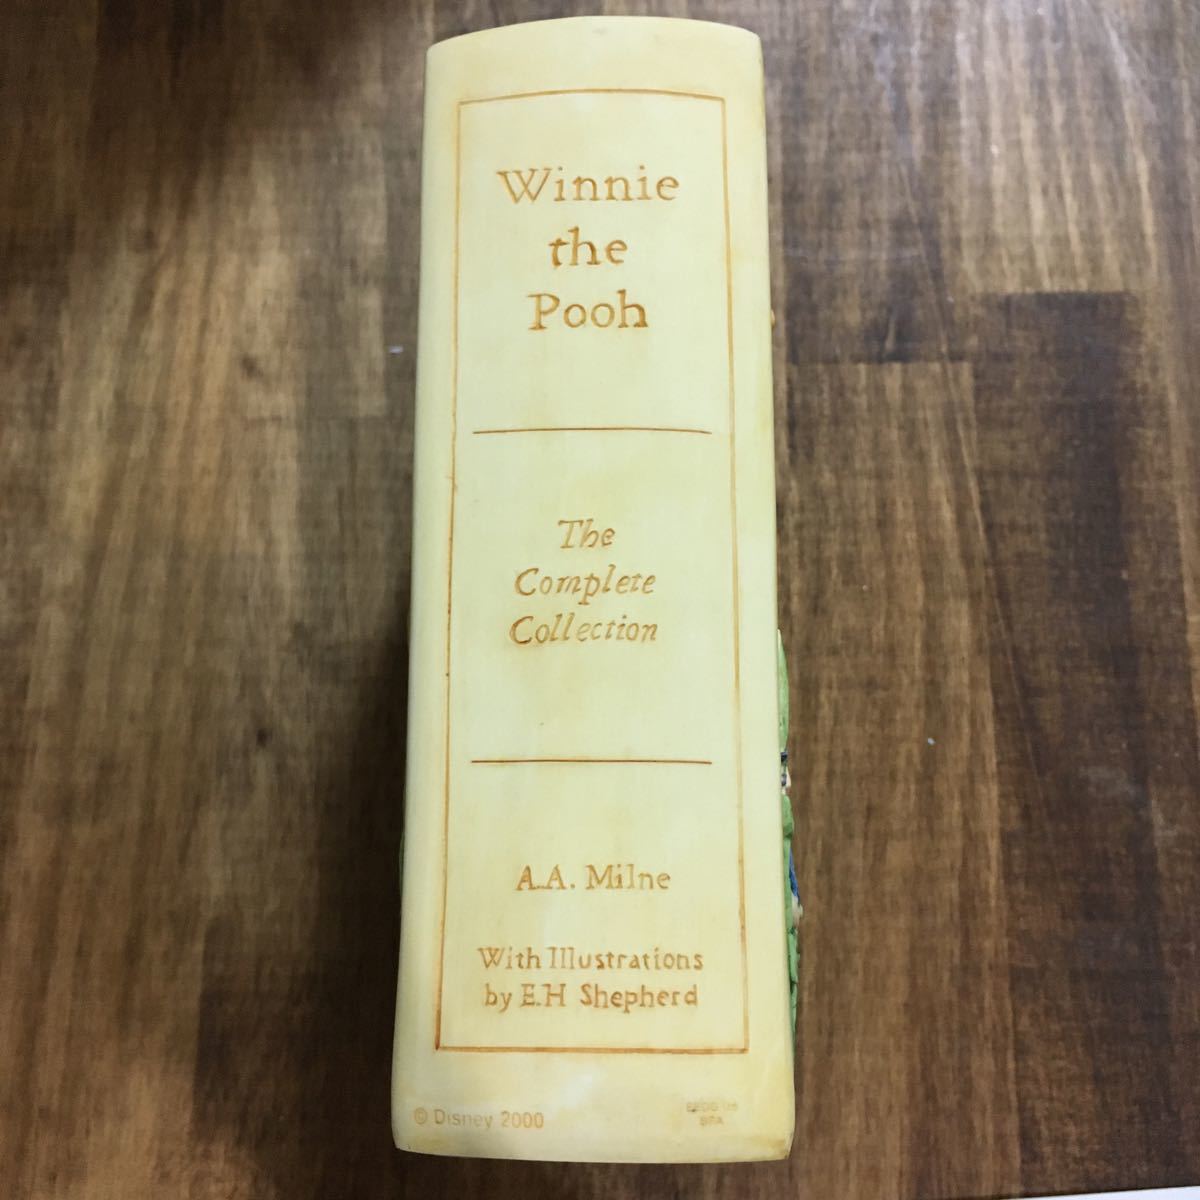 Winnie
the
Pooh
The
Complete
Collection
A.A. Milne
With Illustrations
by E.H Shepherd
© Disney 2000